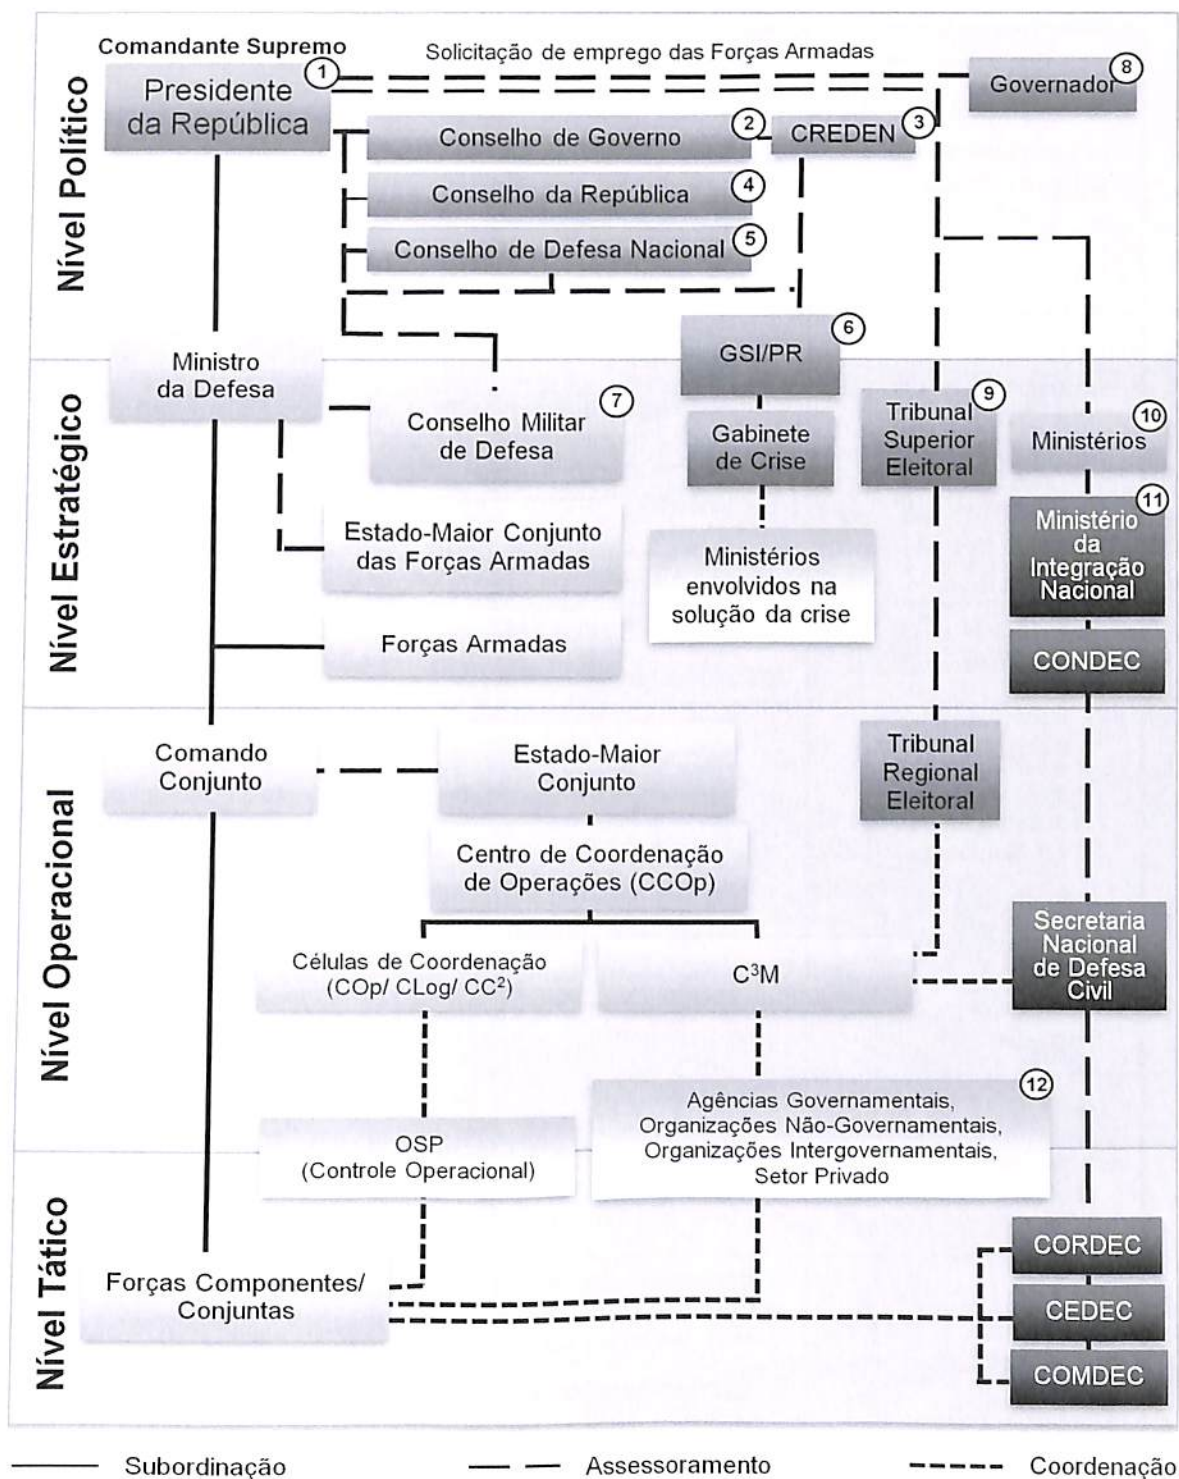 Comandante Supremo
Solicitação de emprego das Forças Armadas
1
Presidente
da República
8
Governador
2
Conselho de Governo
3
CREDEN
4
Conselho da República
5
Conselho de Defesa Nacional
Nível Político
6
GSI/PR
Ministro
da Defesa
7
Conselho Militar
de Defesa
Gabinete
de Crise
9
Tribunal
Superior
Eleitoral
10
Ministérios
11
Ministério
da
Integração
Nacional
Estado-Maior Conjunto
das Forças Armadas
Ministérios
envolvidos na
solução da crise
Forças Armadas
CONDEC
Nível Estratégico
Comando
Conjunto
Estado-Maior
Conjunto
Tribunal
Regional
Eleitoral
Centro de Coordenação
de Operações (CCOp)
Células de Coordenação
(COp/ CLog/ CC²)
C³M
Secretaria
Nacional
de Defesa
Civil
Nível Operacional
12
Agências Governamentais,
Organizações Não-Governamentais,
Organizações Intergovernamentais,
Setor Privado
OSP
(Controle Operacional)
Nível Tático
Forças Componentes/
Conjuntas
CORDEC
CEDEC
COMDEC
Subordinação
Assessoramento
Coordenação